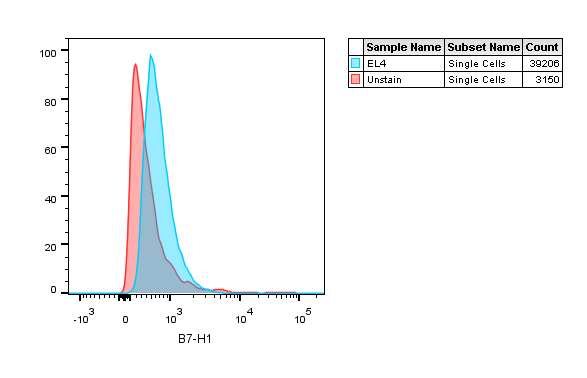 Sample Name Subset Name Count
EL4 Single Cells 39206
Unstain Single Cells 3150
100
80
60
40
20
0
-10^3 0 10^3 10^4 10^5
B7-H1